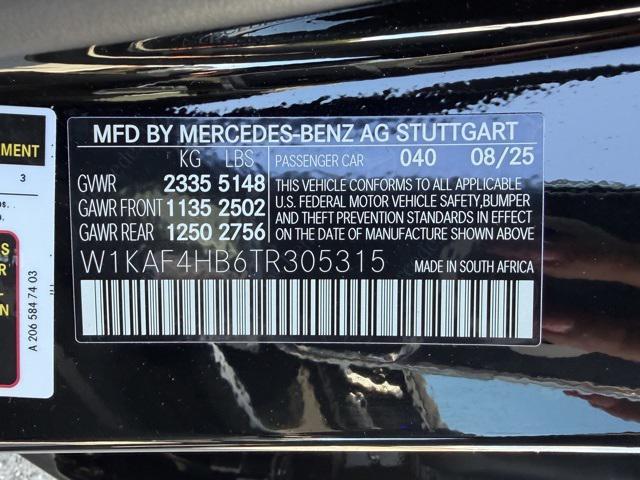 MFD BY MERCEDES-BENZ AG STUTTGART
KG LBS
GVWR 2335 5148
GAWR FRONT 1135 2502
GAWR REAR 1250 2756
PASSENGER CAR 040 08/25
THIS VEHICLE CONFORMS TO ALL APPLICABLE
U.S. FEDERAL MOTOR VEHICLE SAFETY,BUMPER
AND THEFT PREVENTION STANDARDS IN EFFECT
ON THE DATE OF MANUFACTURE SHOWN ABOVE
W1KAF4HB6TR305315
MADE IN SOUTH AFRICA
3
A 206 584 74 03